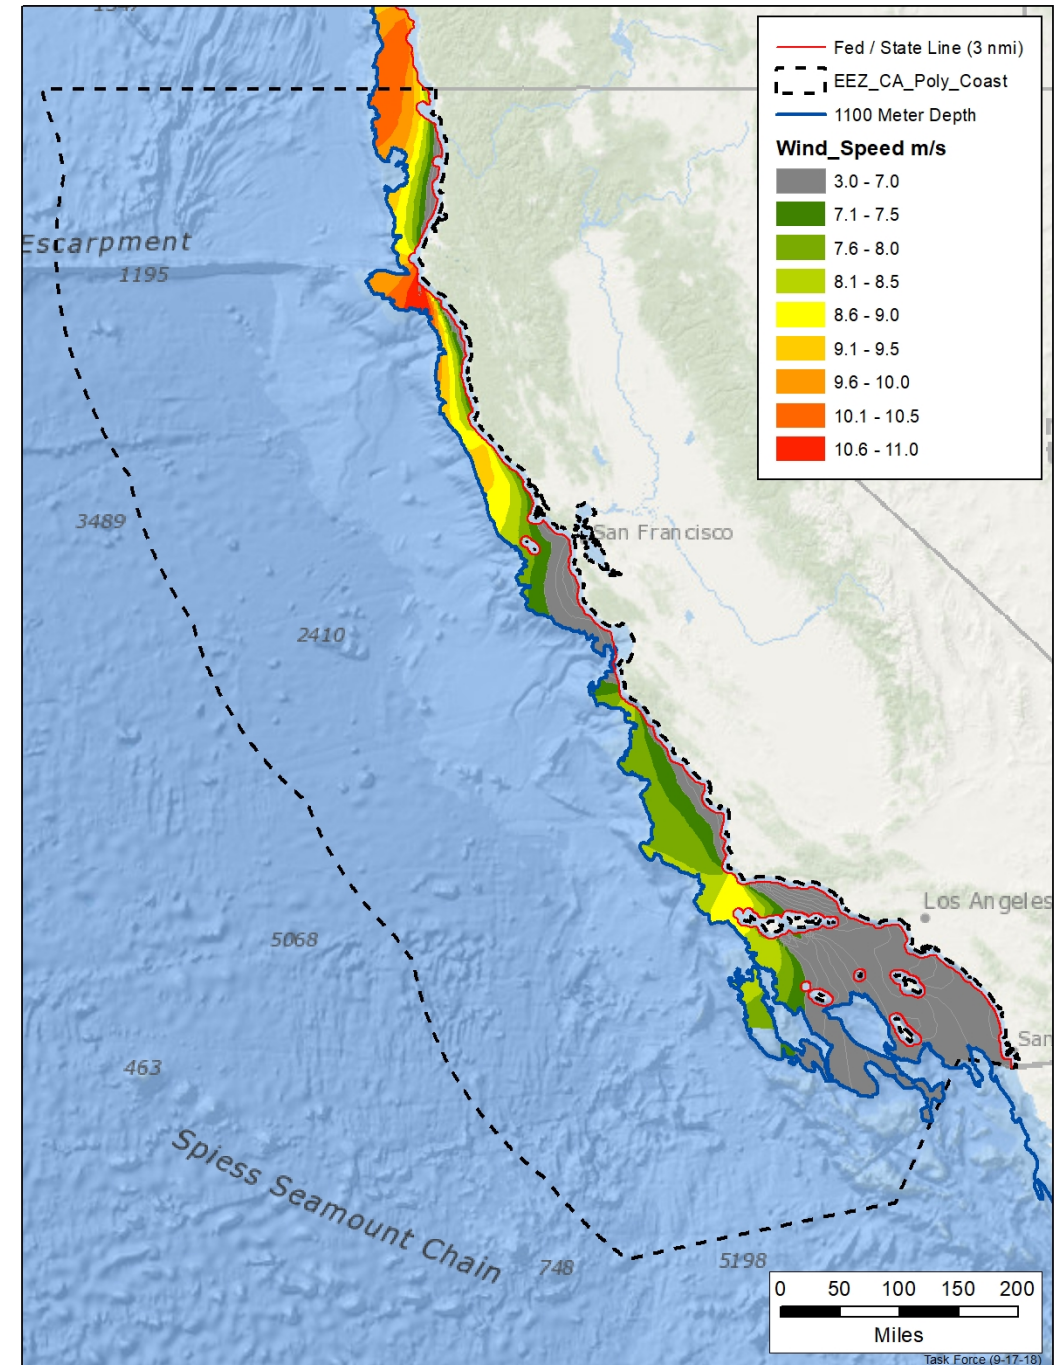 1347
Fed / State Line (3 nmi)
EEZ_CA_Poly_Coast
1100 Meter Depth
Wind_Speed m/s
3.0 - 7.0
7.1 - 7.5
7.6 - 8.0
8.1 - 8.5
8.6 - 9.0
9.1 - 9.5
9.6 - 10.0
10.1 - 10.5
10.6 - 11.0
Escarpment
1195
3489
San Francisco
2410
Los Angeles
5068
San
463
Spiess Seamount Chain
748
5198
0 50 100 150 200
Miles
Task Force (9-17-18)